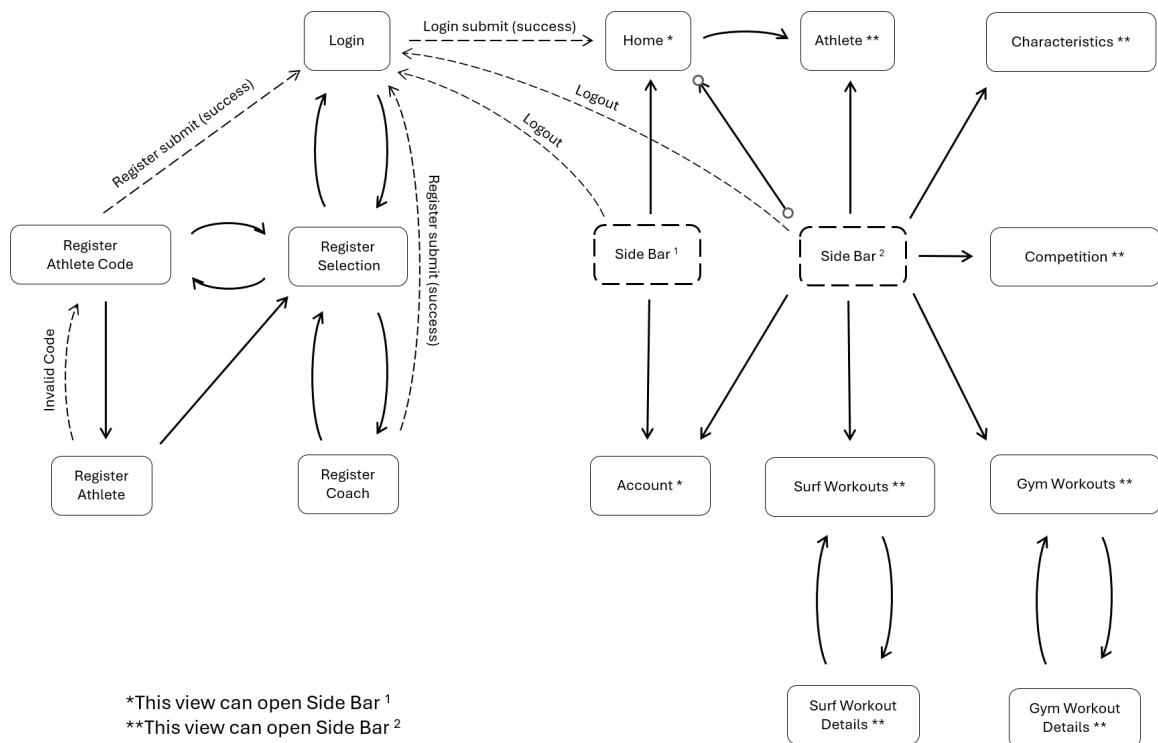 Login
Login submit (success)
Home *
Athlete **
Characteristics **
Register submit (success)
Logout
Logout
Register submit (success)
Register
Athlete Code
Register
Selection
Side Bar ¹
Side Bar ²
Competition **
Invalid Code
Register
Athlete
Register
Coach
Account *
Surf Workouts **
Gym Workouts **
Surf Workout
Details **
Gym Workout
Details **
*This view can open Side Bar ¹
**This view can open Side Bar ²